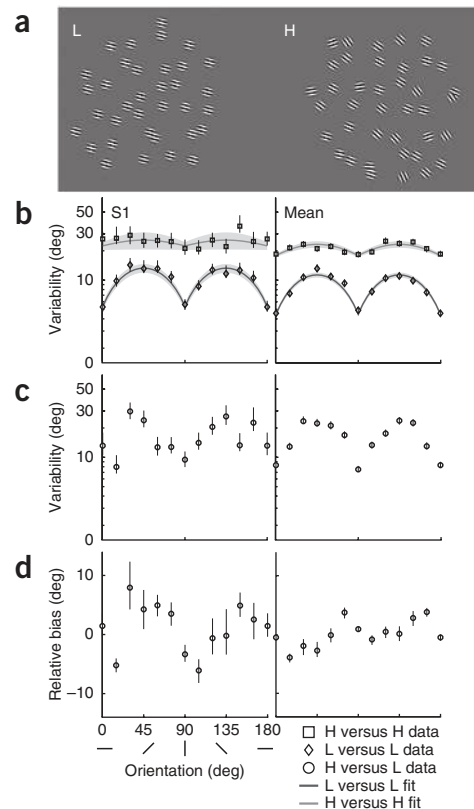 a
L
H
b
S1
Mean
Variability (deg)
50
30
10
0
c
Variability (deg)
50
30
10
0
d
Relative bias (deg)
10
0
−10
0 45 90 135 180
Orientation (deg)
H versus H data
L versus L data
H versus L data
L versus L fit
H versus H fit